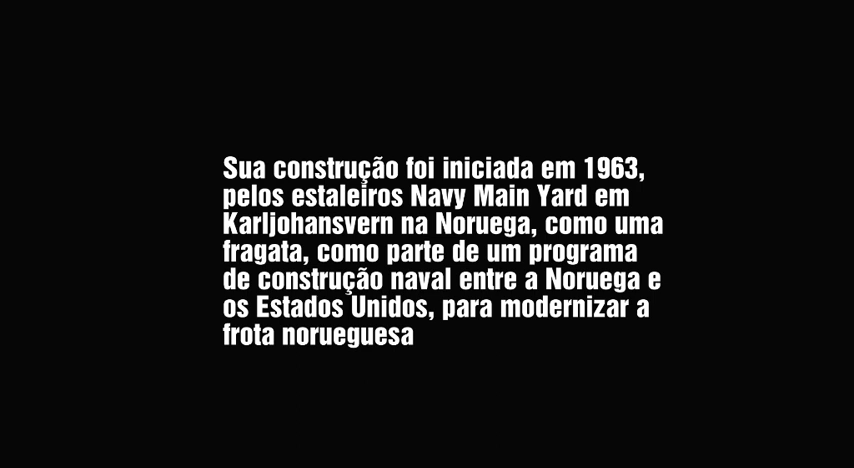 Sua construção foi iniciada em 1963,
pelos estaleiros Navy Main Yard em
Karljohansvern na Noruega, como uma
fragata, como parte de um programa
de construção naval entre a Noruega e
os Estados Unidos, para modernizar a
frota norueguesa